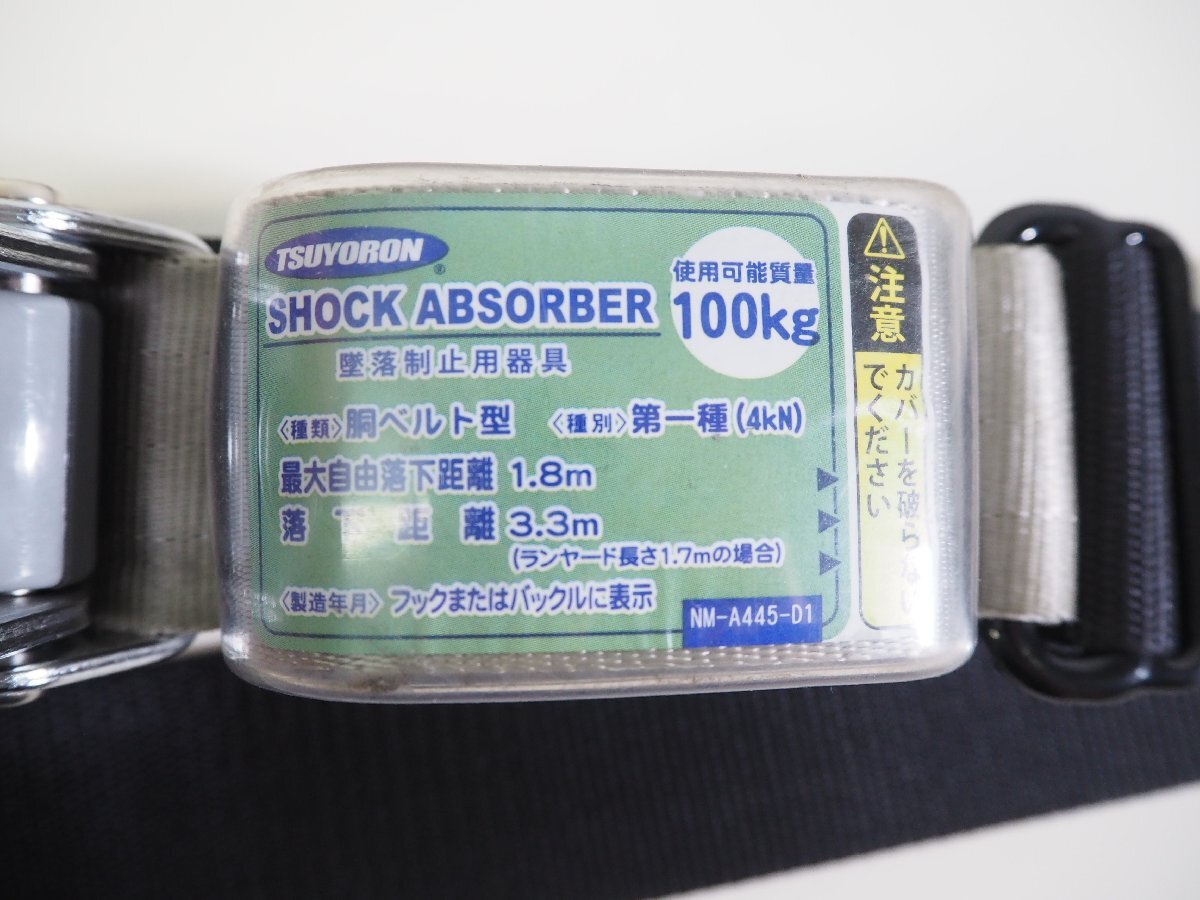 TSUYORON®
SHOCK ABSORBER
使用可能質量
100kg
墜落制止用器具
〈種類〉胴ベルト型 〈種別〉第一種(4kN)
最大自由落下距離 1.8m
落下距離 3.3m
(ランヤード長さ1.7mの場合)
〈製造年月〉フックまたはバックルに表示
NM-A445-D1
注意
カバーを破らない
でください